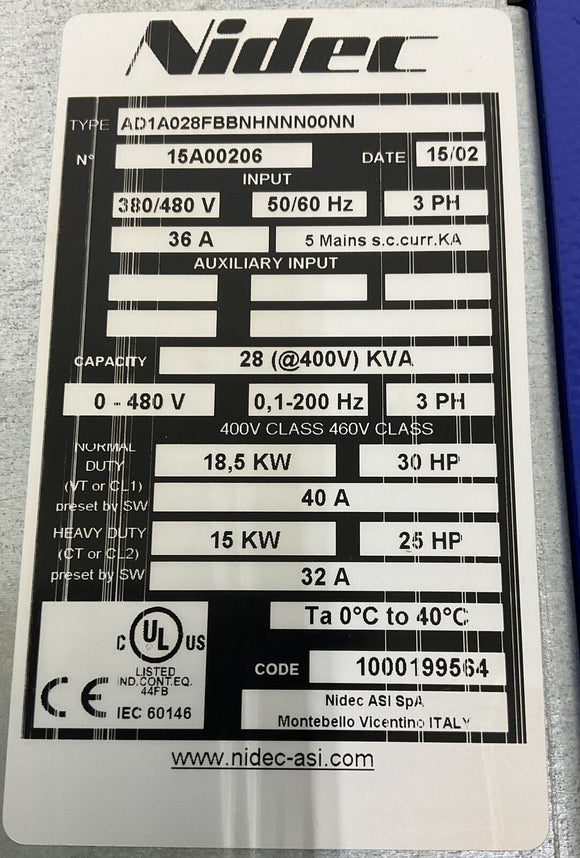 Nidec
TYPE AD1A028FBBNHNNN00NN
N° 15A00206 DATE 15/02
INPUT
380/480 V 50/60 Hz 3 PH
36 A 5 Mains s.c.curr.KA
AUXILIARY INPUT
CAPACITY 28 (@400V) KVA
0 - 480 V 0,1-200 Hz 3 PH
400V CLASS 460V CLASS
NORMAL
DUTY 18,5 KW 30 HP
(VT or CL1)
preset by SW 40 A
HEAVY DUTY 15 KW 25 HP
(CT or CL2)
preset by SW 32 A
Ta 0°C to 40°C
C UL US
LISTED
IND.CONT.EQ.
44FB
CE IEC 60146
CODE 1000199564
Nidec ASI SpA
Montebello Vicentino ITALY
www.nidec-asi.com